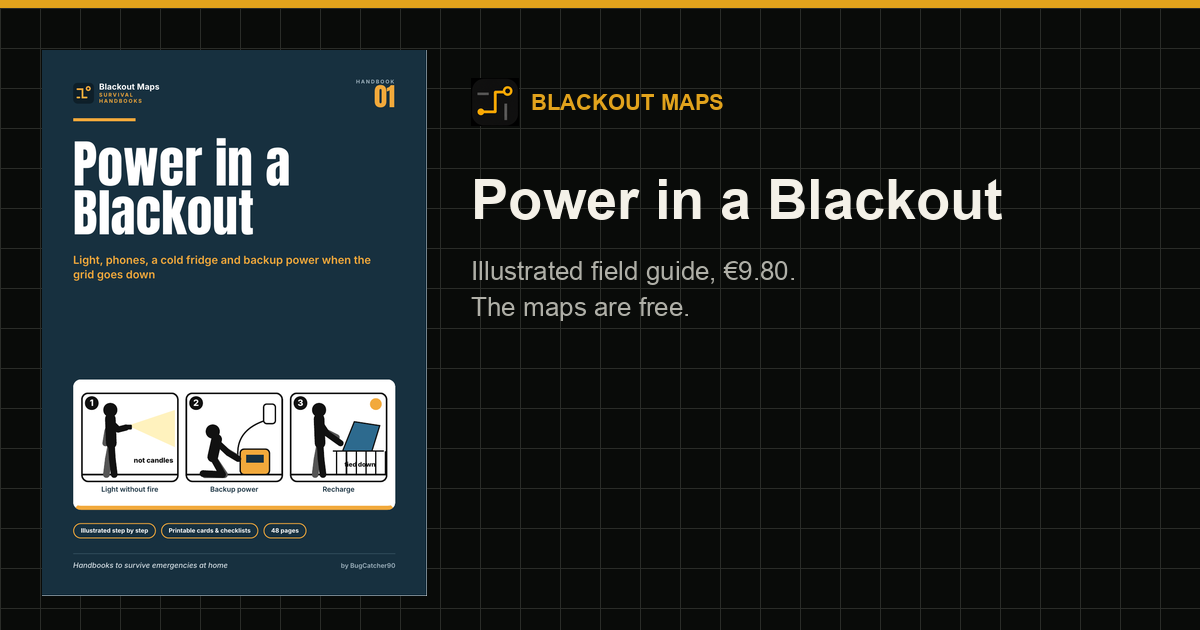 Blackout Maps
SURVIVAL
HANDBOOKS
HANDBOOK
01
Power in a
Blackout
Light, phones, a cold fridge and backup power when the
grid goes down
1
not candles
Light without fire
2
Backup power
3
tied down
Recharge
Illustrated step by step
Printable cards & checklists
48 pages
Handbooks to survive emergencies at home
by BugCatcher90
BLACKOUT MAPS
Power in a Blackout
Illustrated field guide, €9.80.
The maps are free.